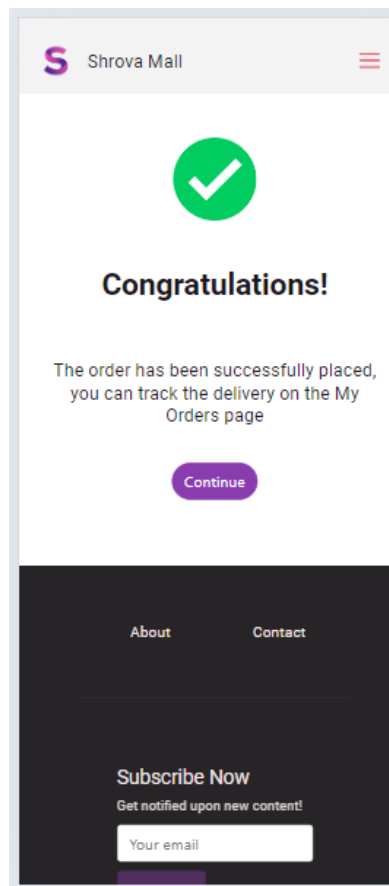 S
Shrova Mall
Congratulations!
The order has been successfully placed,
you can track the delivery on the My
Orders page
Continue
About
Contact
Subscribe Now
Get notified upon new content!
Your email